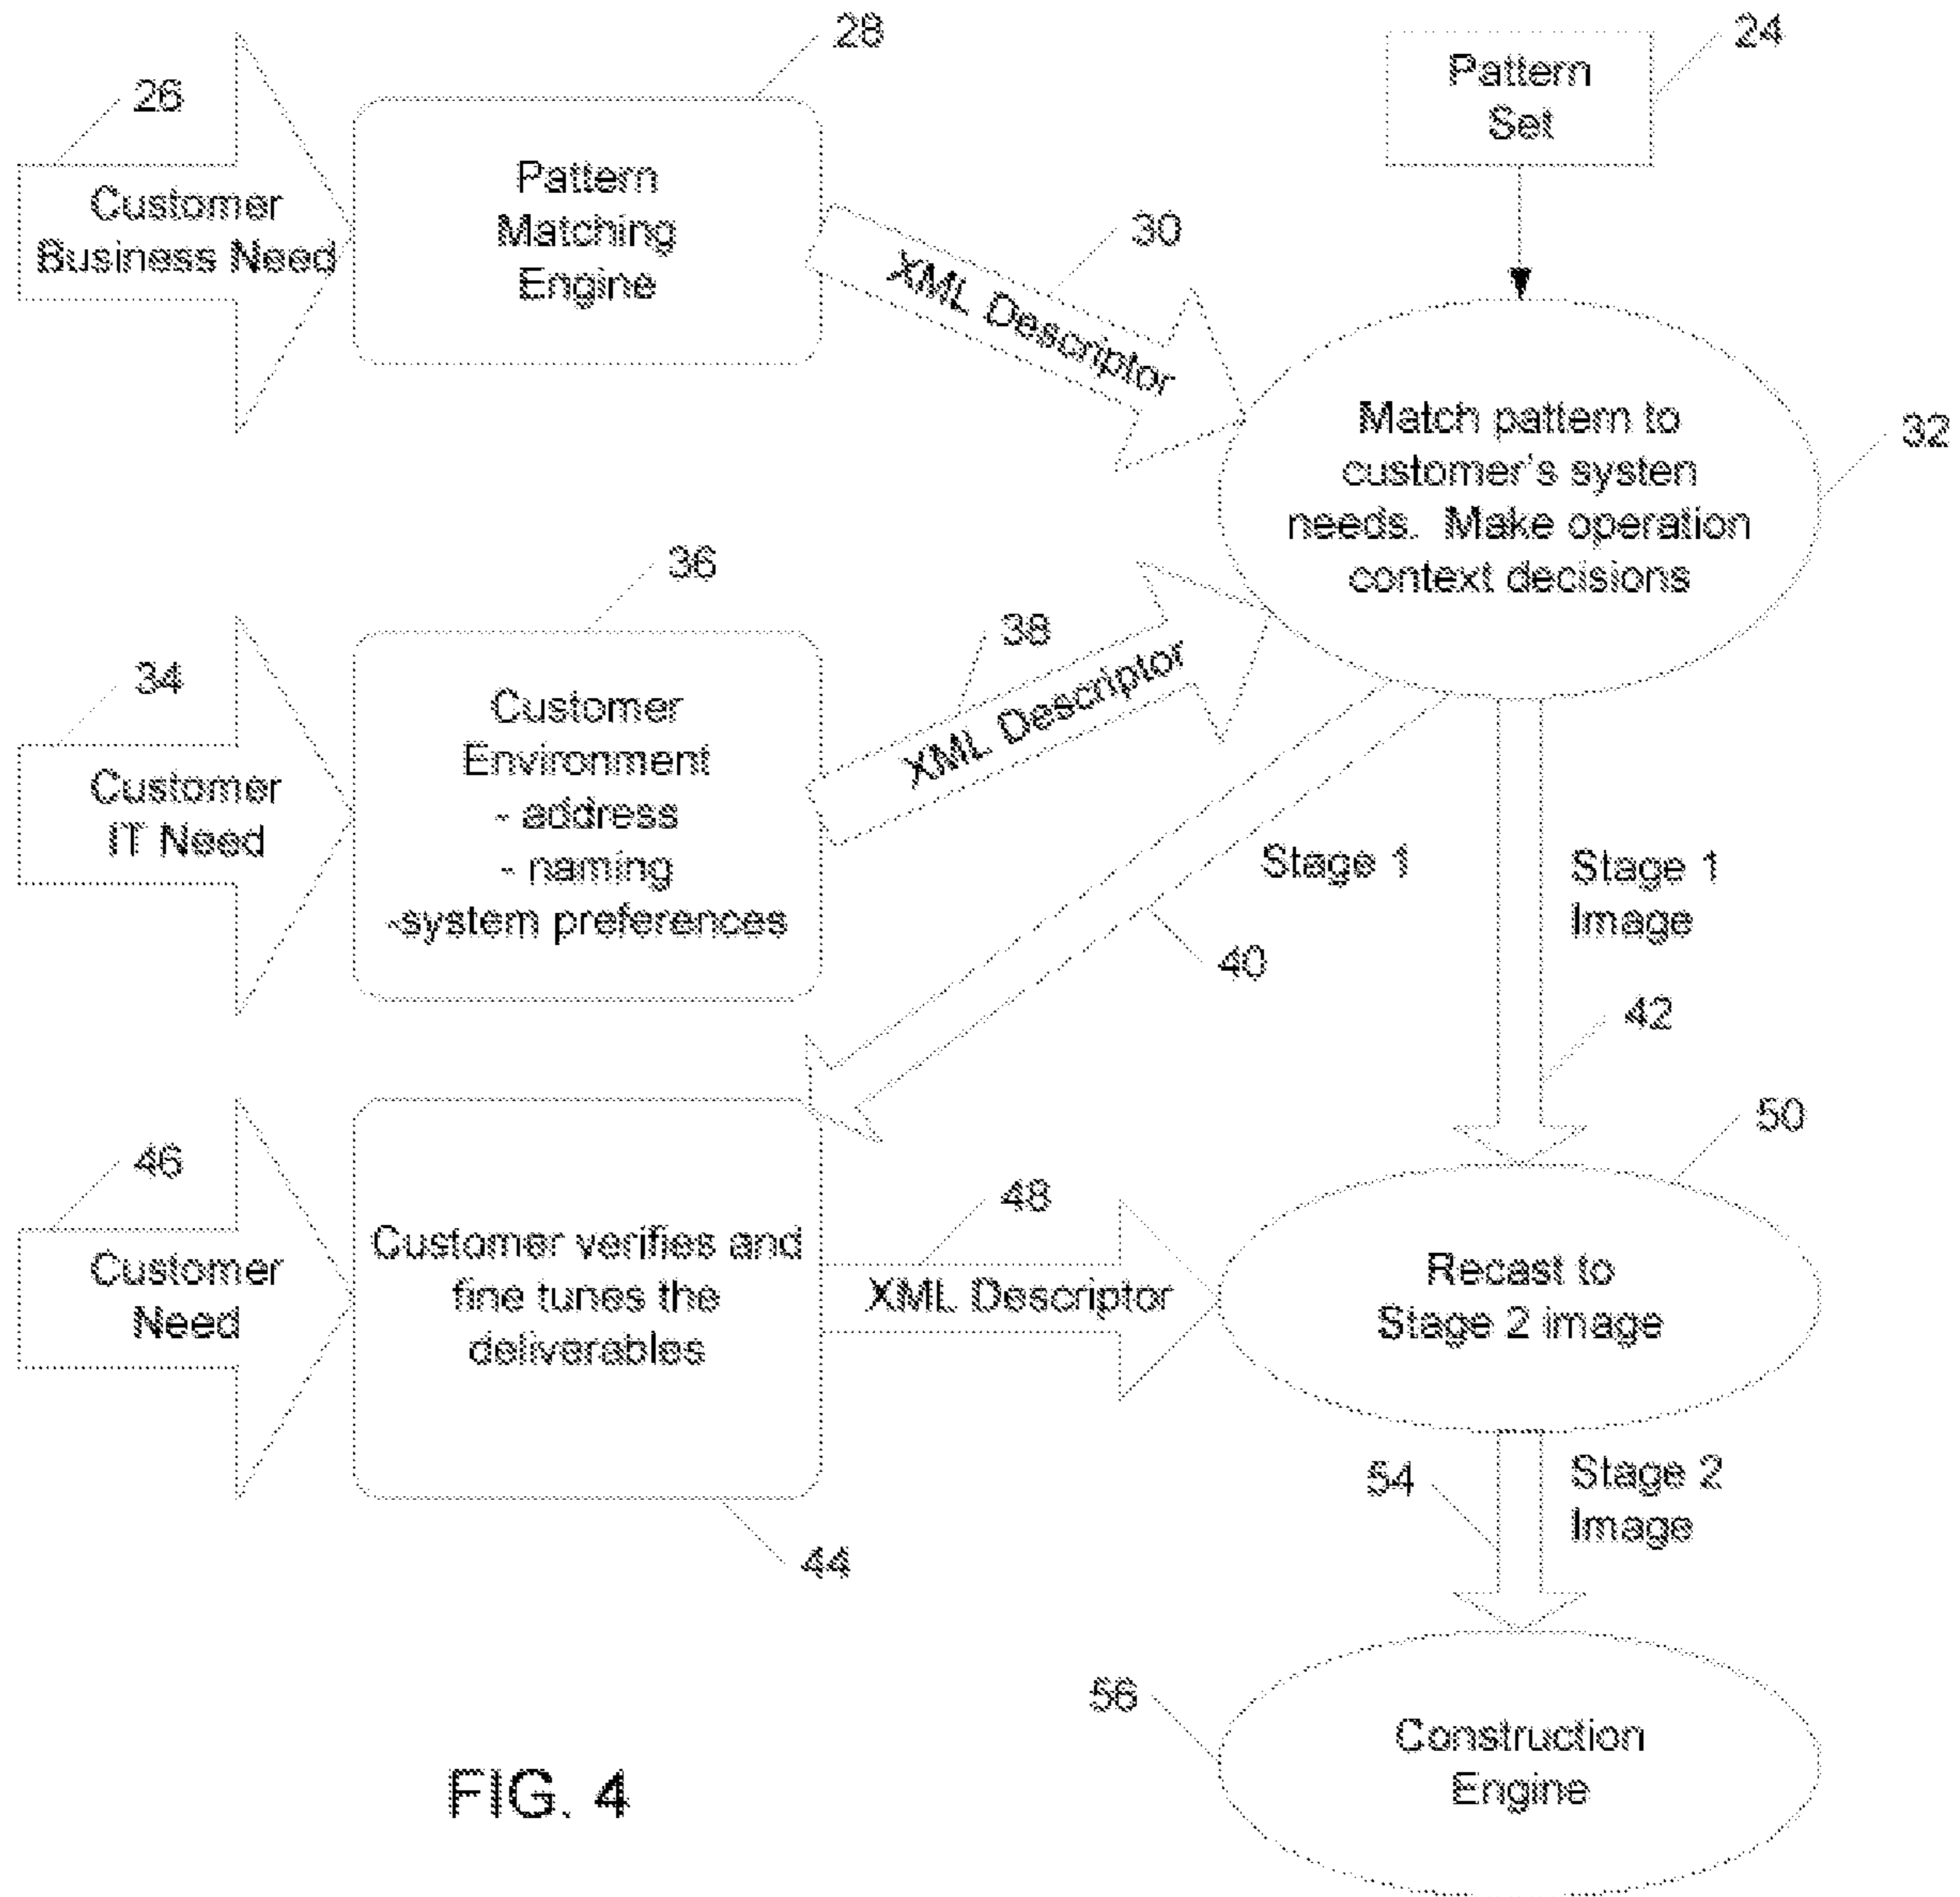 28
24
Pattern
Set
26
Customer
Business Need
Pattern
Matching
Engine
30
XML Descriptor
Match pattern to
customer's systen
needs. Make operation
context decisions
32
36
34
Customer
IT Need
Customer
Environment
- address
- naming
-system preferences
38
XML Descriptor
Stage 1
40
Stage 1
Image
42
50
46
Customer
Need
Customer verifies and
fine tunes the
deliverables
48
XML Descriptor
Recast to
Stage 2 image
44
54
Stage 2
Image
56
Construction
Engine
FIG. 4